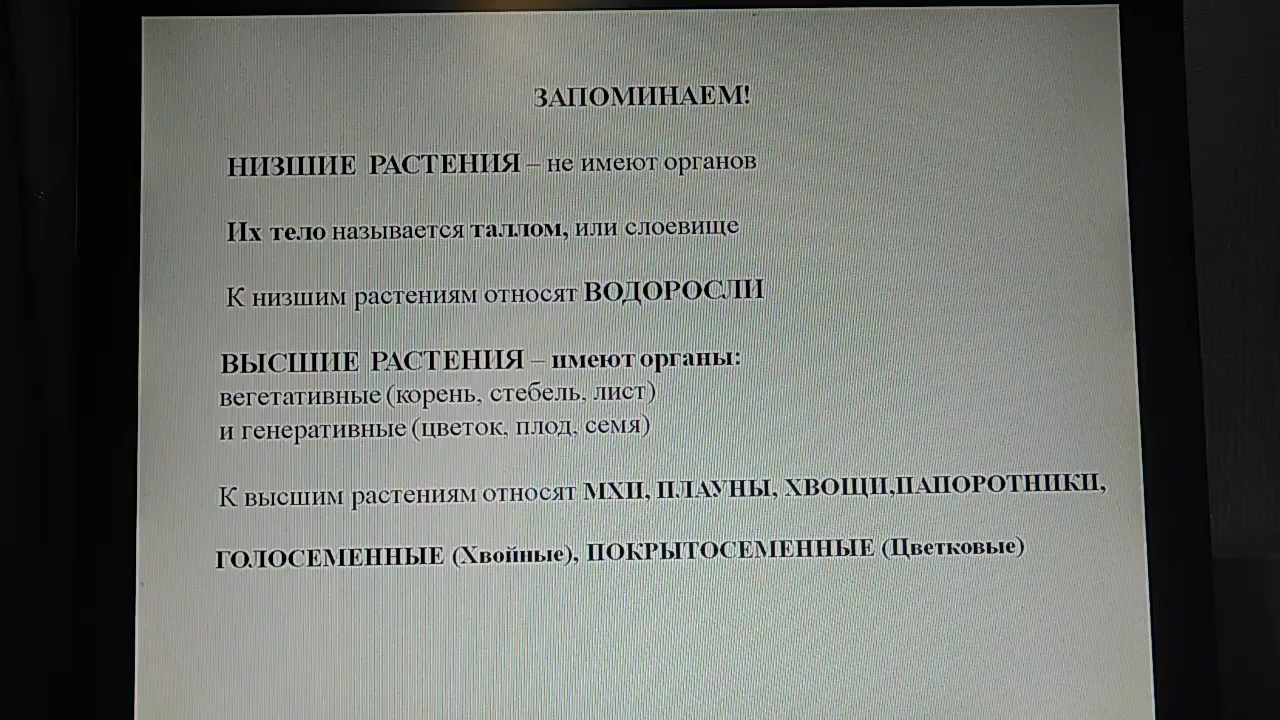 ЗАПОМИНАЕМ!
НИЗШИЕ РАСТЕНИЯ – не имеют органов
Их тело называется таллом, или слоевище
К низшим растениям относят ВОДОРОСЛИ
ВЫСШИЕ РАСТЕНИЯ – имеют органы:
вегетативные (корень, стебель, лист)
и генеративные (цветок, плод, семя)
К высшим растениям относят МХИ, ПЛАУНЫ, ХВОЩИ,ПАПОРОТНИКИ,
ГОЛОСЕМЕННЫЕ (Хвойные), ПОКРЫТОСЕМЕННЫЕ (Цветковые)